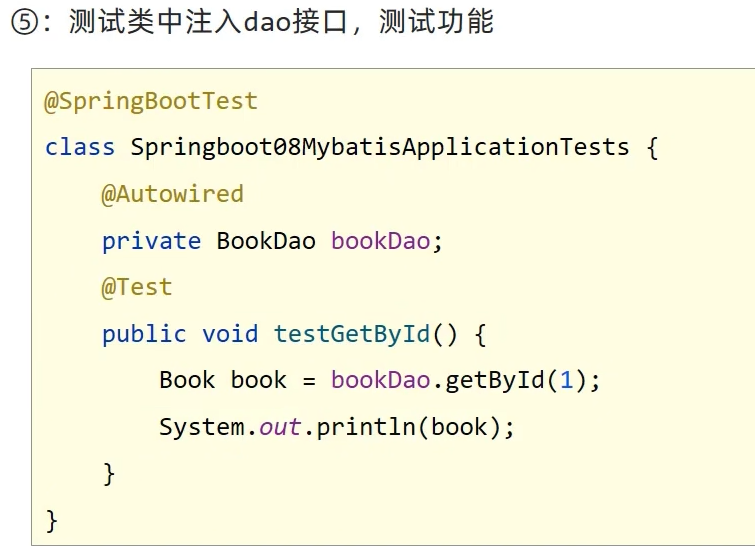 ⑤：测试类中注入dao接口，测试功能
@SpringBootTest
class Springboot08MybatisApplicationTests {
    @Autowired
    private BookDao bookDao;
    @Test
    public void testGetById() {
        Book book = bookDao.getById(1);
        System.out.println(book);
    }
}